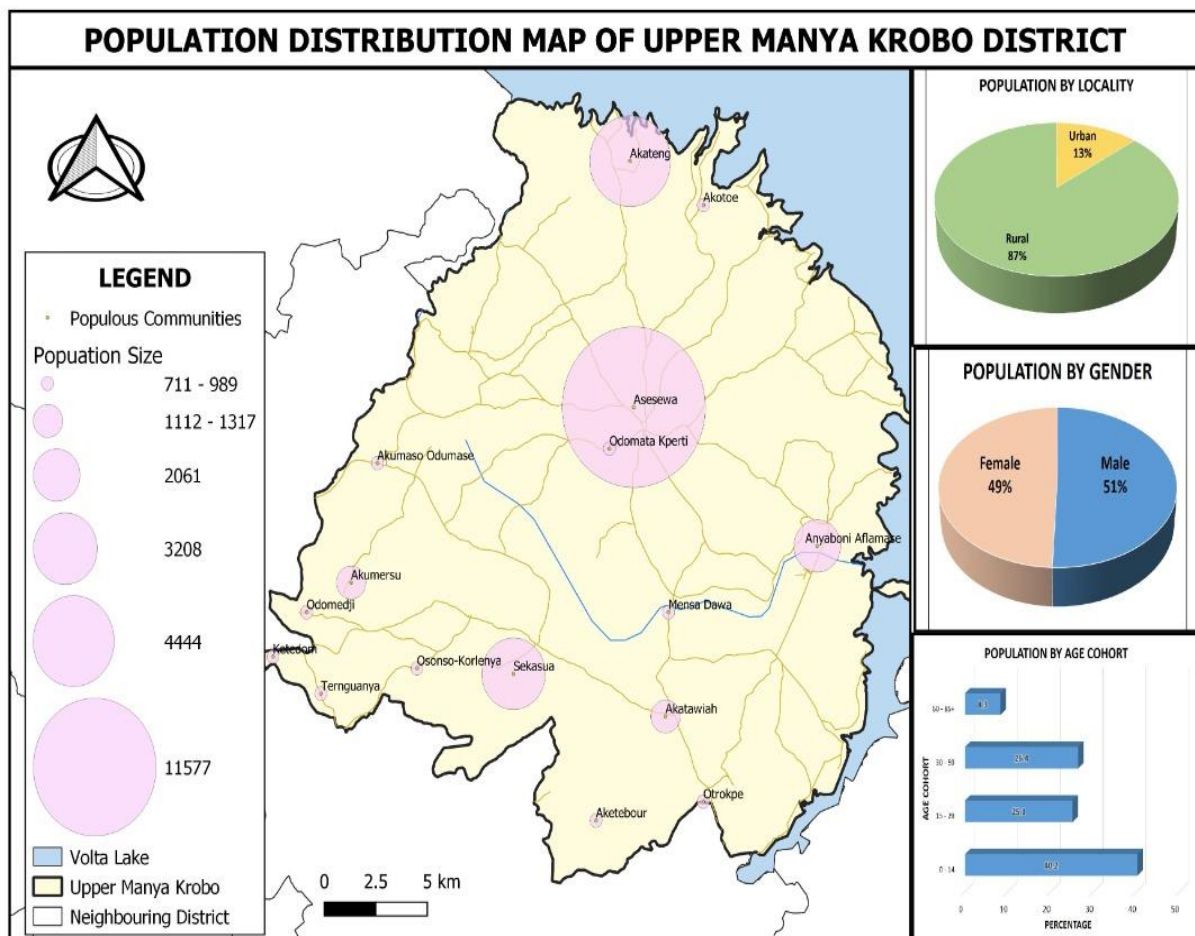 POPULATION DISTRIBUTION MAP OF UPPER MANYA KROBO DISTRICT
LEGEND
Populous Communities
Popuation Size
711 - 989
1112 - 1317
2061
3208
4444
11577
Volta Lake
Upper Manya Krobo
Neighbouring District
0 2.5 5 km
Akateng
Akotoe
Asesewa
Odomata Kperti
Akumaso Odumase
Anyaboni Aflamase
Akumersu
Odomedji
Mensa Dawa
Kotedom
Osonso-Korlenya
Sekasua
Ternguanya
Akatawiah
Otrokpe
Aketebour
POPULATION BY LOCALITY
Urban
13%
Rural
87%
POPULATION BY GENDER
Female
49%
Male
51%
POPULATION BY AGE COHORT
AGE COHORT
15 - 29
0 - 14
0 10 20 30 40 50
PERCENTAGE